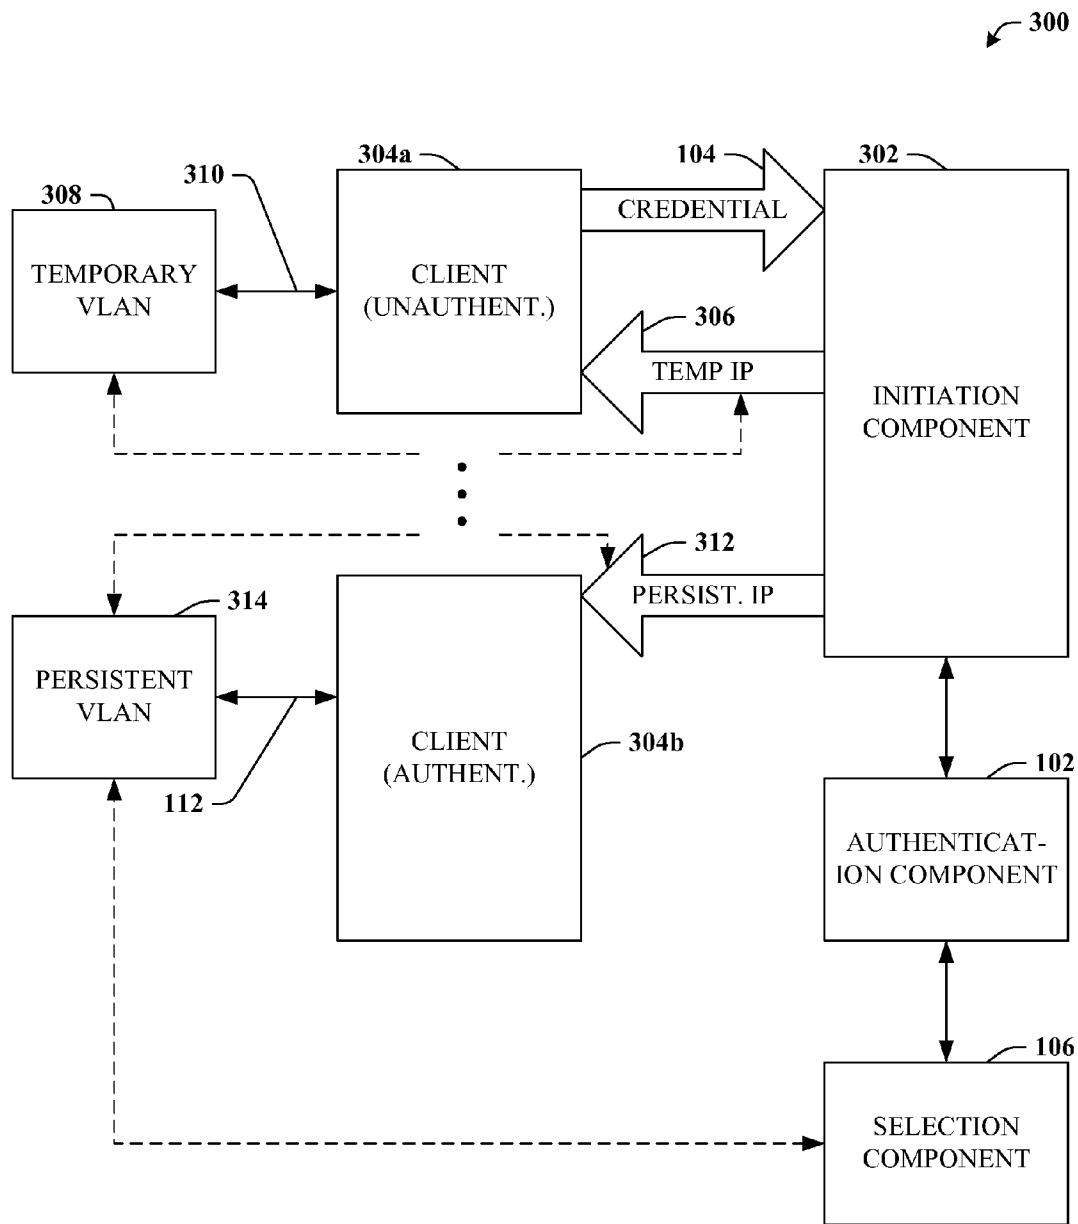 300
304a
104
302
310
308
CREDENTIAL
TEMPORARY
VLAN
CLIENT
(UNAUTHENT.)
306
TEMP IP
INITIATION
COMPONENT
312
PERSIST. IP
314
PERSISTENT
VLAN
CLIENT
(AUTHENT.)
304b
112
102
AUTHENTICAT-
ION COMPONENT
106
SELECTION
COMPONENT